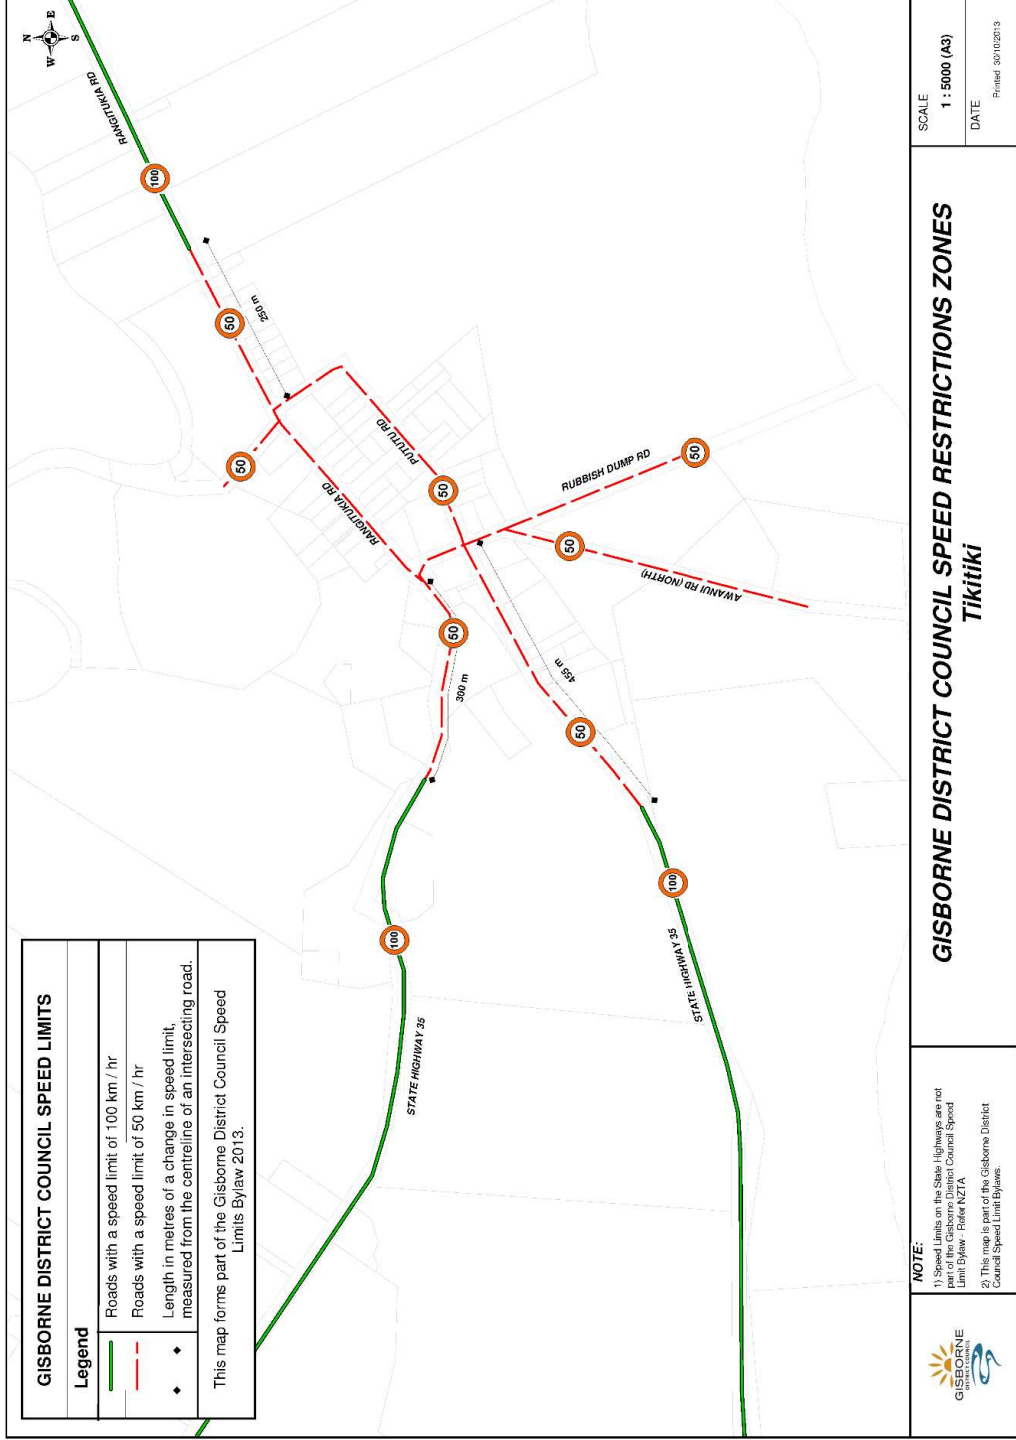 GISBORNE DISTRICT COUNCIL SPEED LIMITS
Legend
Roads with a speed limit of 100 km / hr
Roads with a speed limit of 50 km / hr
Length in metres of a change in speed limit,
measured from the centreline of an intersecting road.
This map forms part of the Gisborne District Council Speed
Limits Bylaw 2013.
N
E
S
W
RANGITUKIA RD
100
50
250 m
50
RANGITUKIA RD
PUTUTU RD
50
RUBBISH DUMP RD
50
50
AWANUI RD (NORTH)
50
300 m
455 m
50
100
STATE HIGHWAY 35
100
STATE HIGHWAY 35
GISBORNE
DISTRICT COUNCIL
NOTE:
1) Speed Limits on the State Highways are not
part of the Gisborne District Council Speed
Limit Bylaw - Refer NZTA
2) This map is part of the Gisborne District
Council Speed Limit Bylaws.
GISBORNE DISTRICT COUNCIL SPEED RESTRICTIONS ZONES
Tikitiki
SCALE
1 : 5000 (A3)
DATE
Printed 30/10/2013